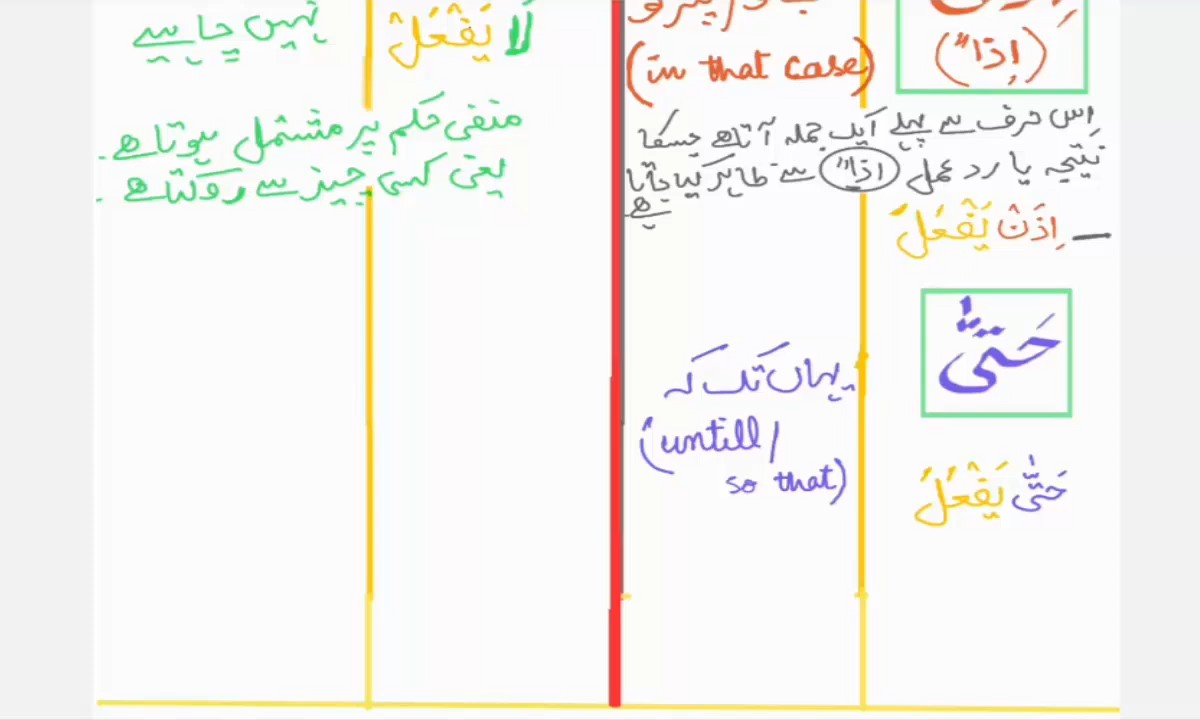 (اِذًا)
(in that case)
اس حرف سے پہلے ایک جملہ آتا ہے جسکا
نتیجہ یا رد عمل "اذًا" سے ظاہر کیا جاتا
ہے
— اِذَنْ يَفْعَلَ
حَتّٰى
یہاں تک کہ
(untill/
so that)
حَتّٰى يَفْعُلَ
لَا يَفْعَلْ
نہیں چاہیے
منفی حکم پر مشتمل ہوتا ہے۔
یعنی کسی چیز سے روکتا ہے۔